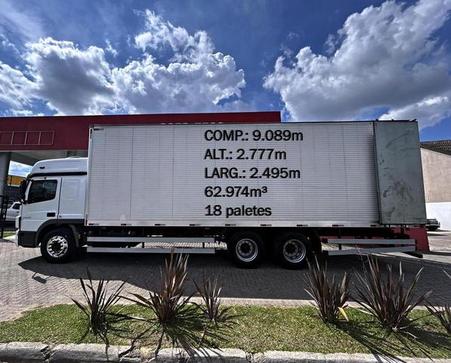 COMP.: 9.089m
ALT.: 2.777m
LARG.: 2.495m
62.974m³
18 paletes